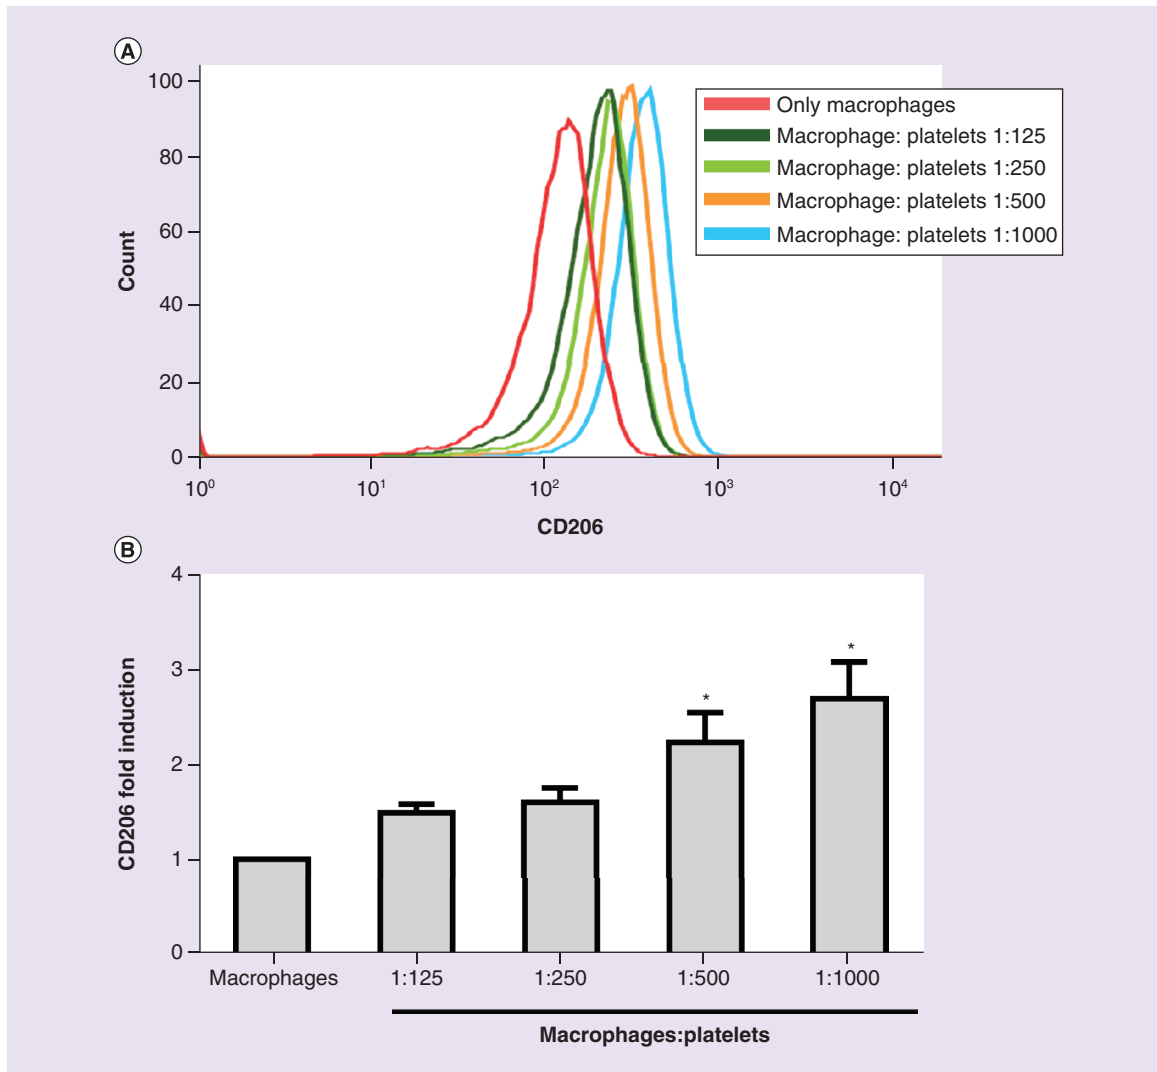 A
100
80
60
40
20
0
Count
10⁰ 10¹ 10² 10³ 10⁴
CD206
Only macrophages
Macrophage: platelets 1:125
Macrophage: platelets 1:250
Macrophage: platelets 1:500
Macrophage: platelets 1:1000
B
4
3
2
1
0
CD206 fold induction
* *
Macrophages 1:125 1:250 1:500 1:1000
Macrophages:platelets